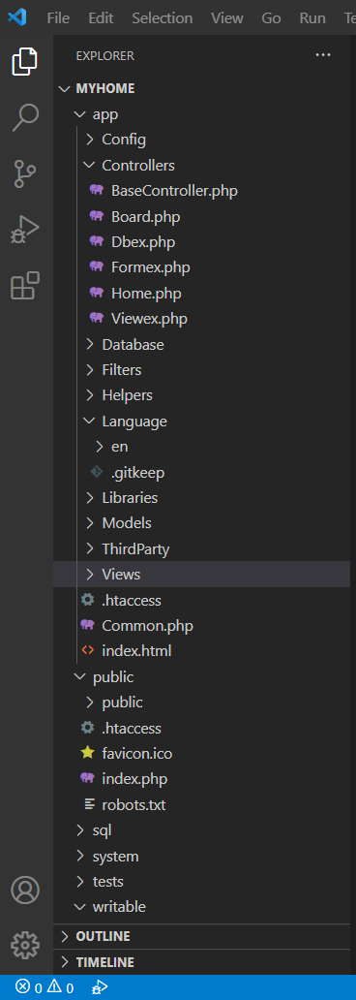 File Edit Selection View Go Run Te
EXPLORER ...
MYHOME
app
Config
Controllers
BaseController.php
Board.php
Dbex.php
Formex.php
Home.php
Viewex.php
Database
Filters
Helpers
Language
en
.gitkeep
Libraries
Models
ThirdParty
Views
.htaccess
Common.php
index.html
public
public
.htaccess
favicon.ico
index.php
robots.txt
sql
system
tests
writable
OUTLINE
TIMELINE
0 0